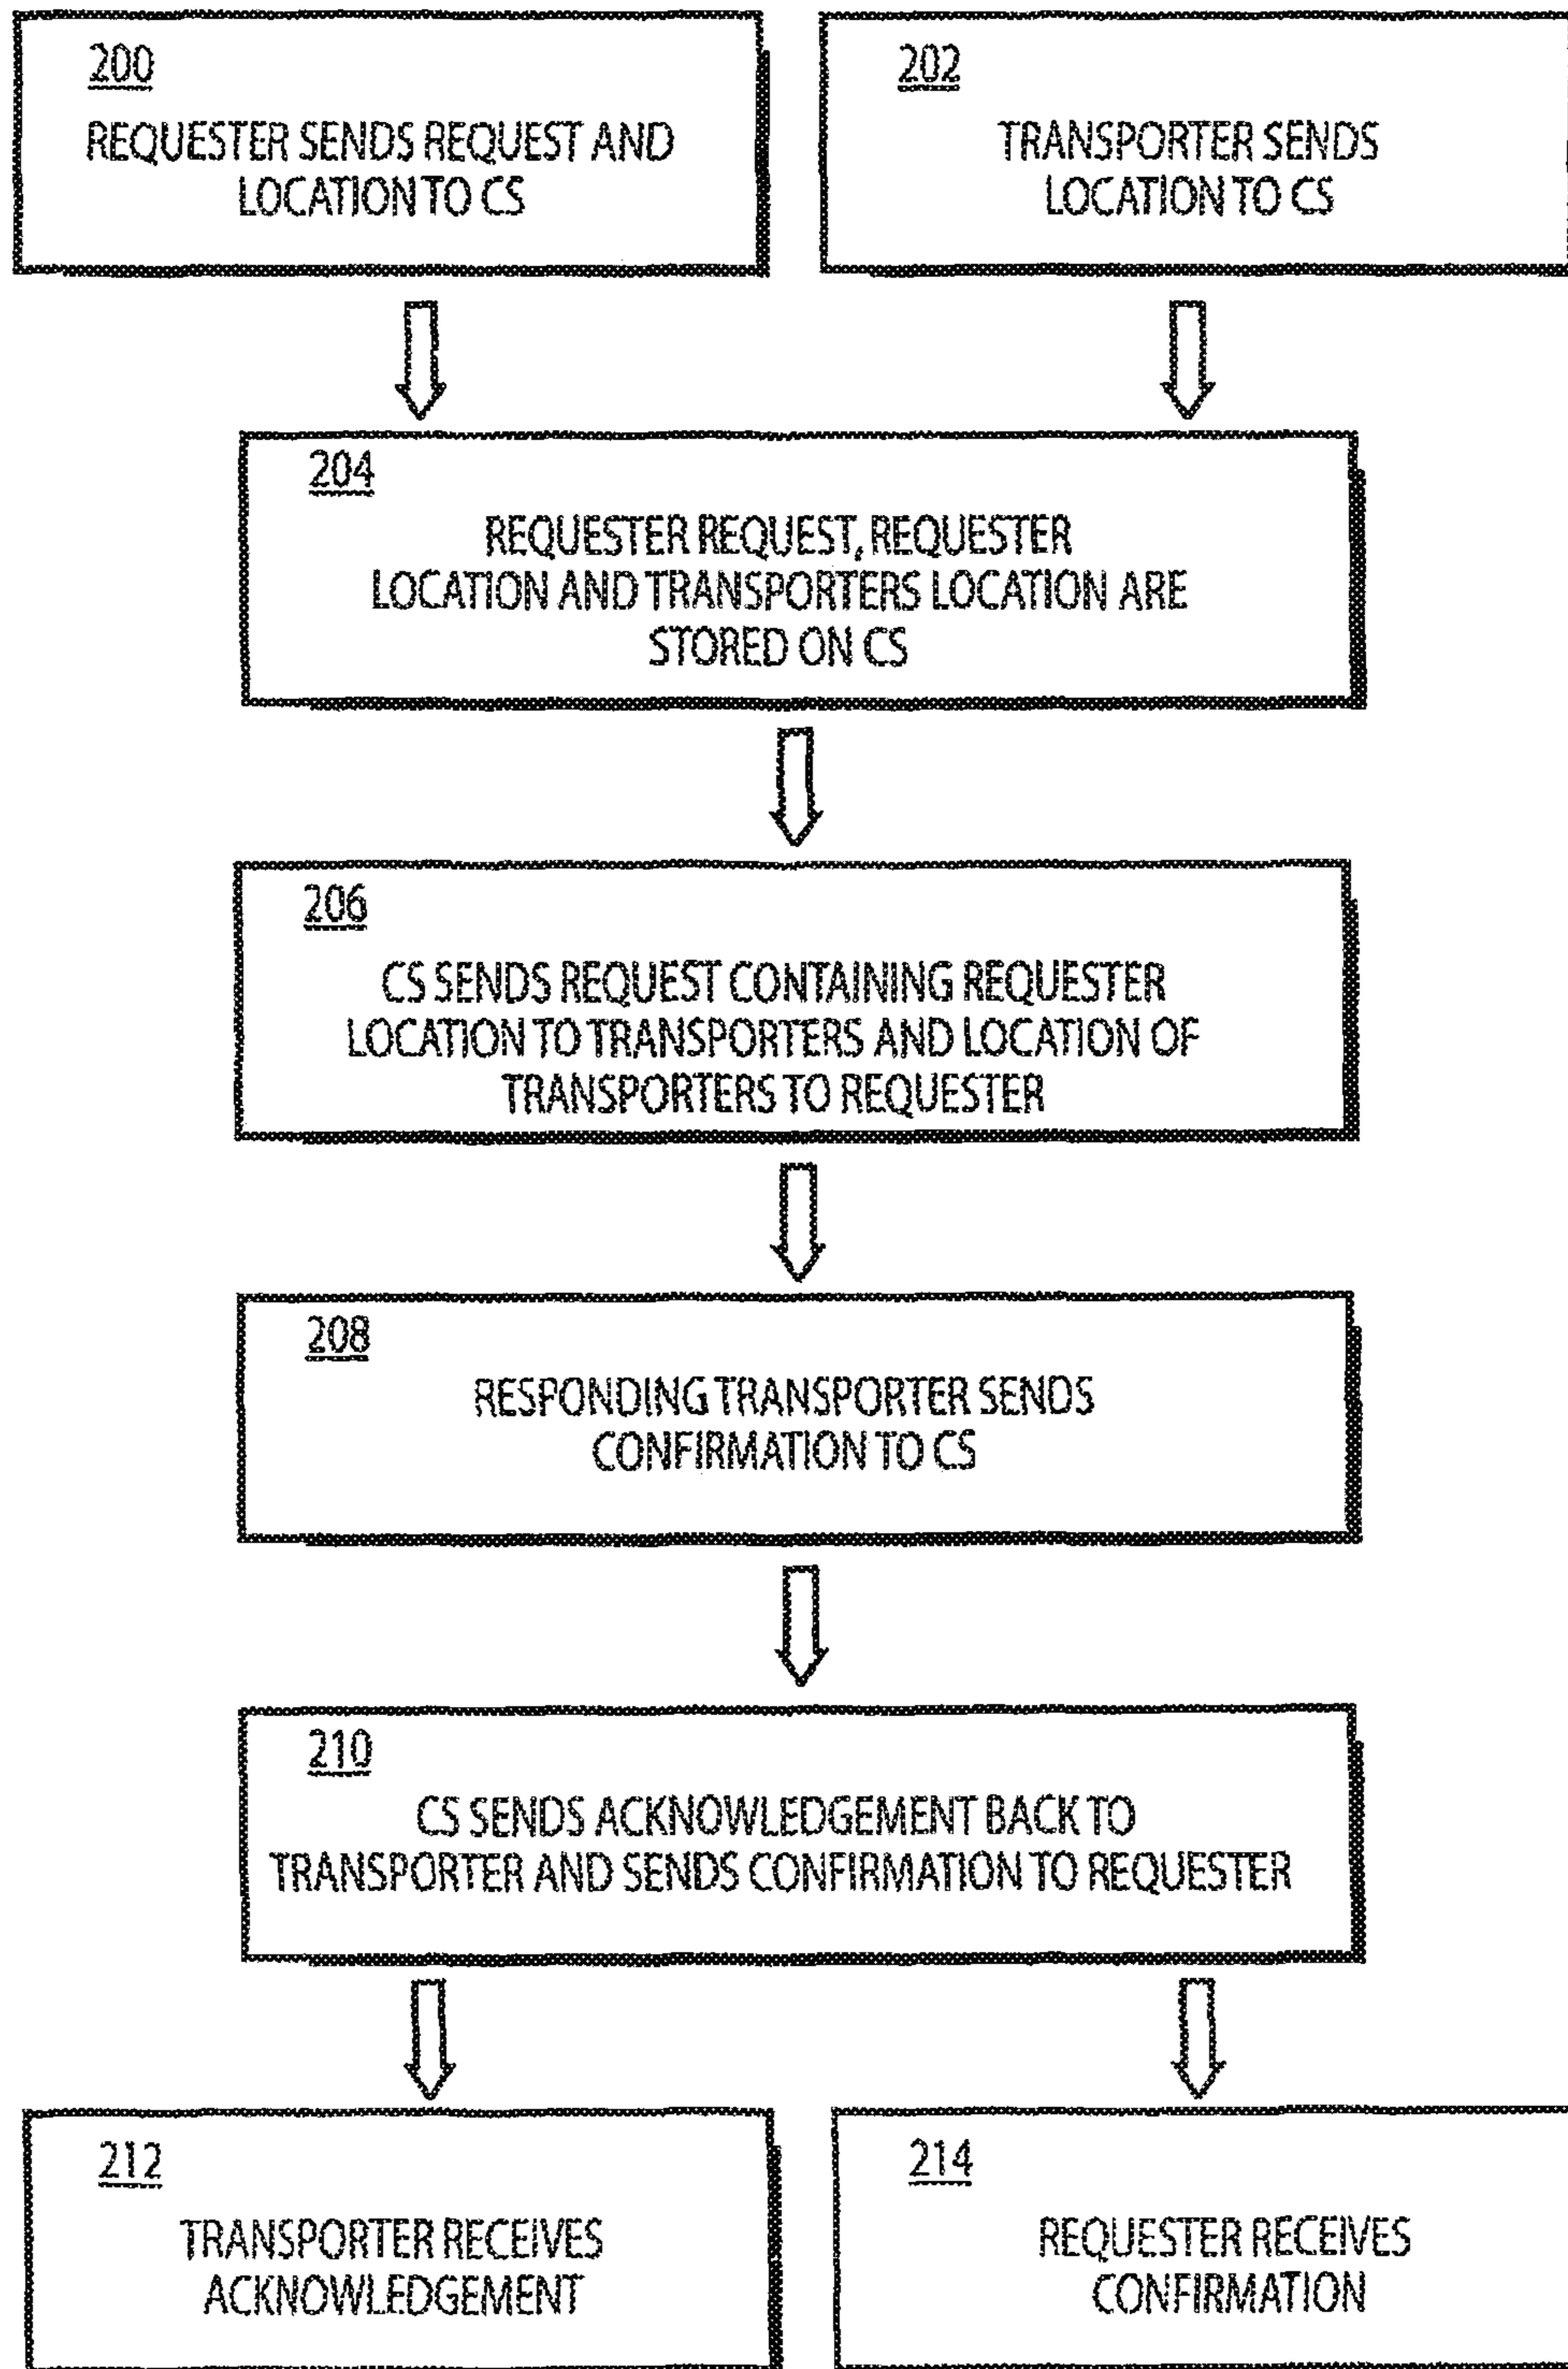 200
REQUESTER SENDS REQUEST AND
LOCATION TO CS
202
TRANSPORTER SENDS
LOCATION TO CS
204
REQUESTER REQUEST, REQUESTER
LOCATION AND TRANSPORTERS LOCATION ARE
STORED ON CS
206
CS SENDS REQUEST CONTAINING REQUESTER
LOCATION TO TRANSPORTERS AND LOCATION OF
TRANSPORTERS TO REQUESTER
208
RESPONDING TRANSPORTER SENDS
CONFIRMATION TO CS
210
CS SENDS ACKNOWLEDGEMENT BACK TO
TRANSPORTER AND SENDS CONFIRMATION TO REQUESTER
212
TRANSPORTER RECEIVES
ACKNOWLEDGEMENT
214
REQUESTER RECEIVES
CONFIRMATION